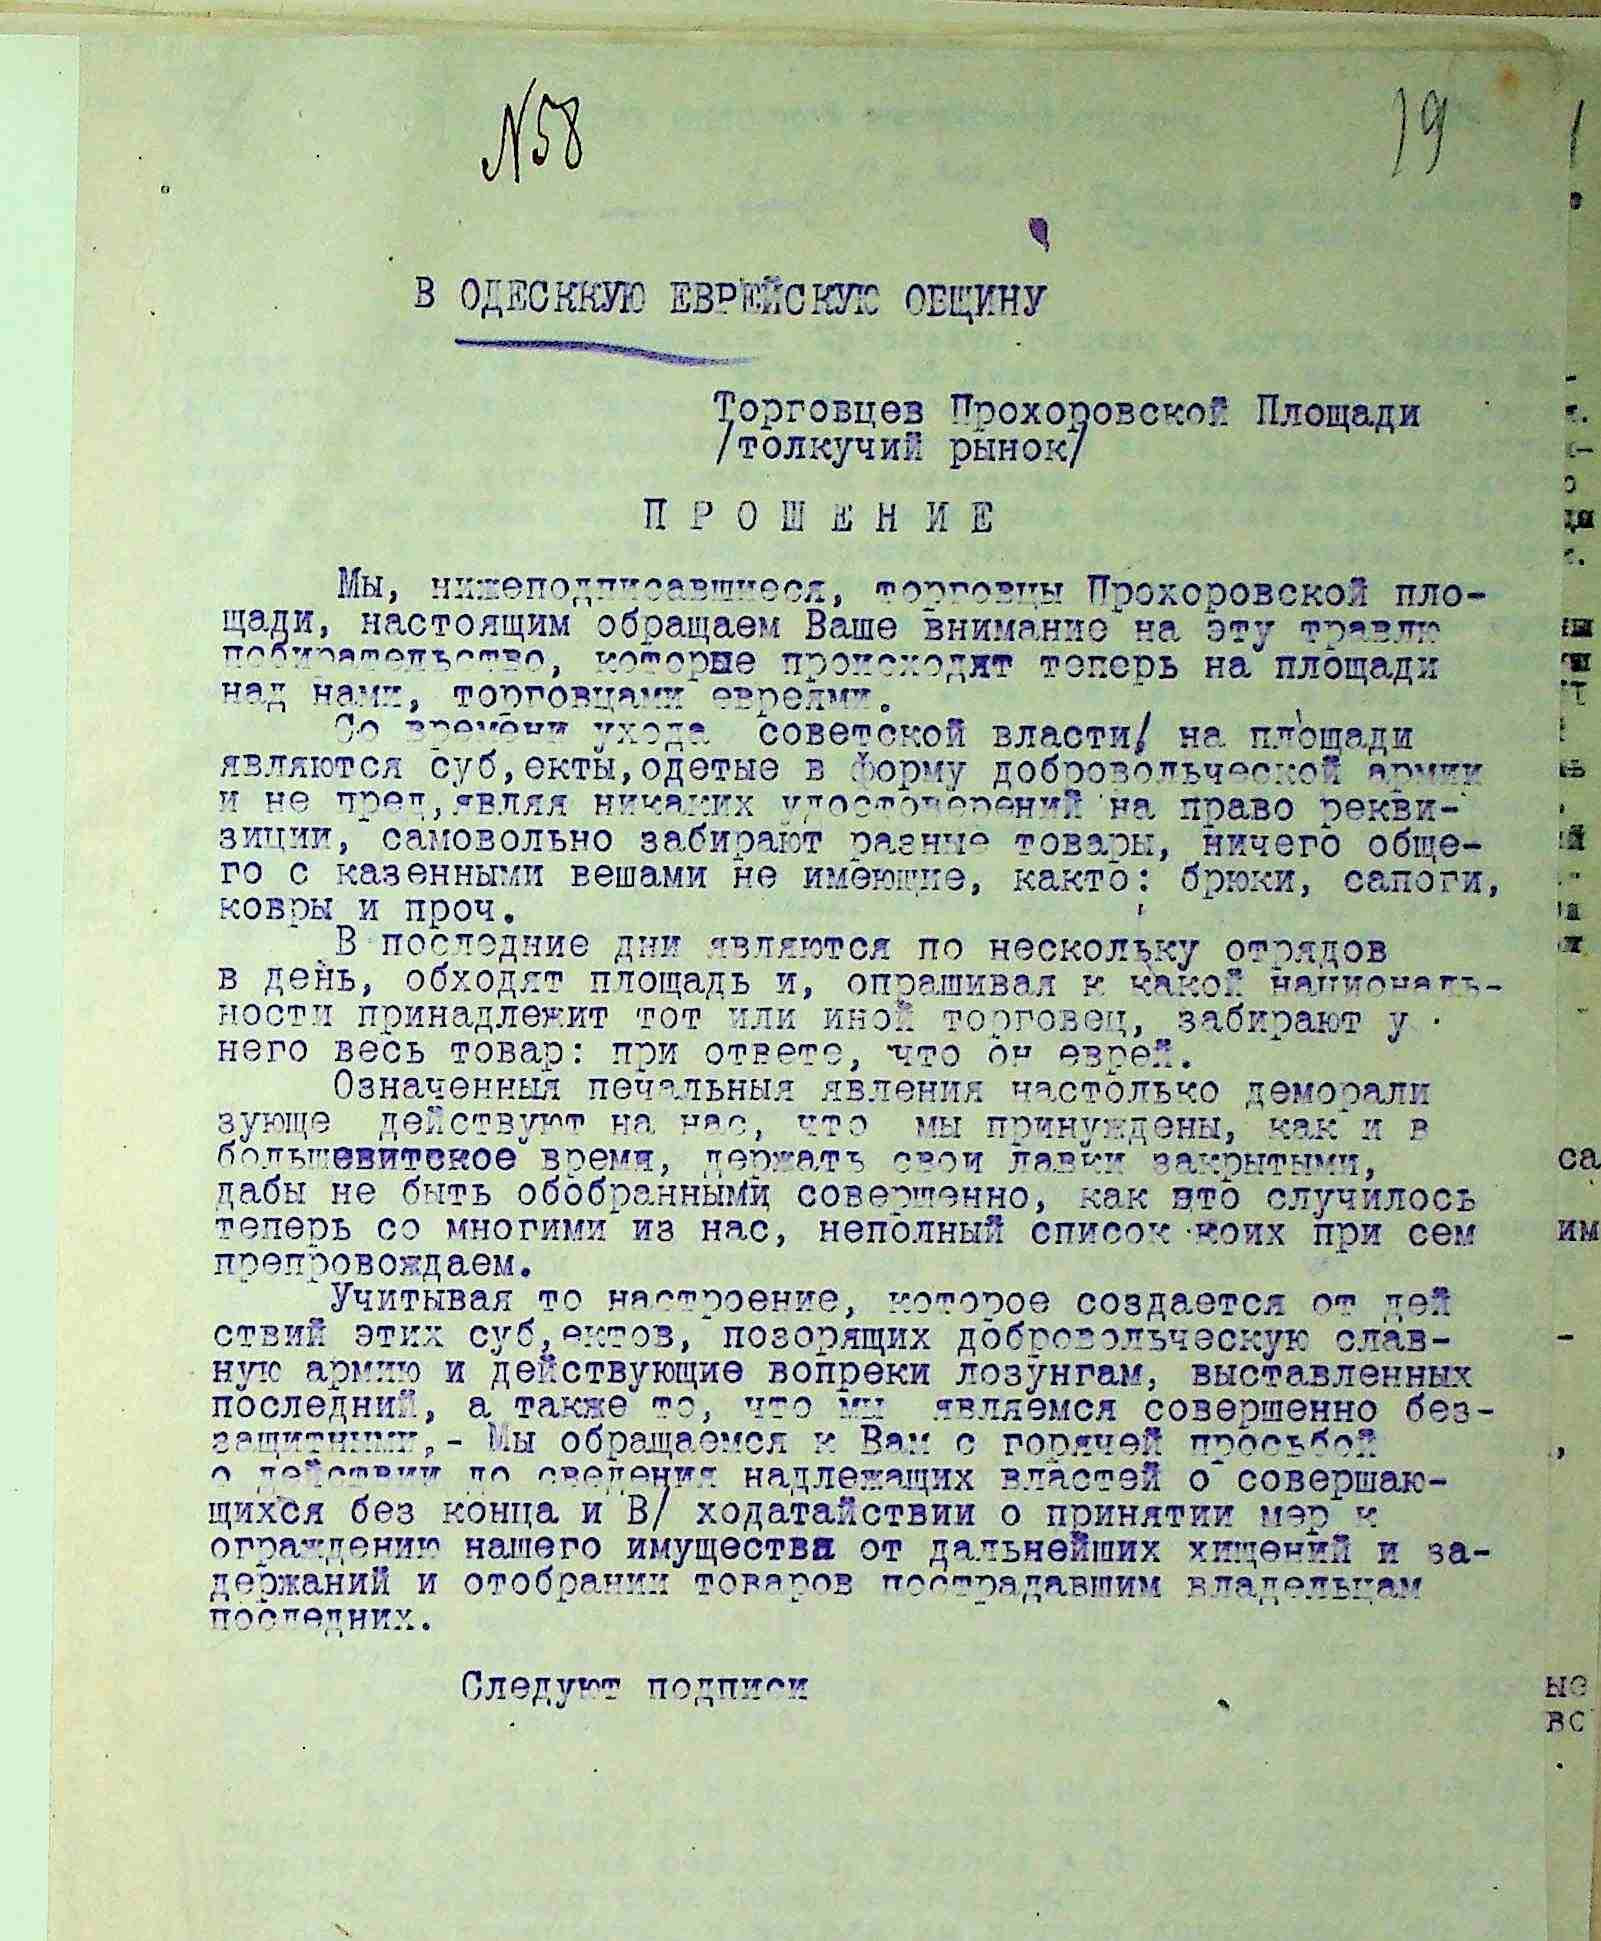 N58
19
В ОДЕСККУЮ ЕВРЕЙСКУЮ ОБЩИНУ
Торговцев Прохоровской Площади
/толкучий рынок/
ПРОШЕНИЕ
Мы, нижеподписавшиеся, торговцы Прохоровской пло-
щади, настоящим обращаем Ваше внимание на эту травлю
побирательство, которые происходят теперь на площади
над нами, торговцами евреями.
Со времени ухода советской власти/ на площади
являются суб,екты,одетые в форму добровольческой армии
и не пред,являя никаких удостоверений на право рекви-
зиции, самовольно забирают разные товары, ничего обще-
го с казенными вешами не имеющие, както: брюки, сапоги,
ковры и проч.
В последние дни являются по нескольку отрядов
в день, обходят площадь и, опрашивая к какой националь-
ности принадлежит тот или иной торговец, забирают у
него весь товар: при ответе, что он еврей.
Означенныя печальныя явления настолько деморали
зующе действуют на нас, что мы принуждены, как и в
большевитское время, держать свои лавки закрытыми,
дабы не быть обобранными совершенно, как это случилось
теперь со многими из нас, неполный список коих при сем
препровождаем.
Учитывая то настроение, которое создается от дей
ствий этих суб,ектов, позорящих добровольческую слав-
ную армию и действующие вопреки лозунгам, выставленных
последний, а также то, что мы являемся совершенно без-
защитными,- Мы обращаемся к Вам с горячей просьбой
о действии до сведения надлежащих властей о совершаю-
щихся без конца и В/ ходатайствии о принятии мер к
ограждению нашего имущества от дальнейших хищений и за-
держаний и отобрании товаров пострадавшим владельцам
последних.
Следуют подписи